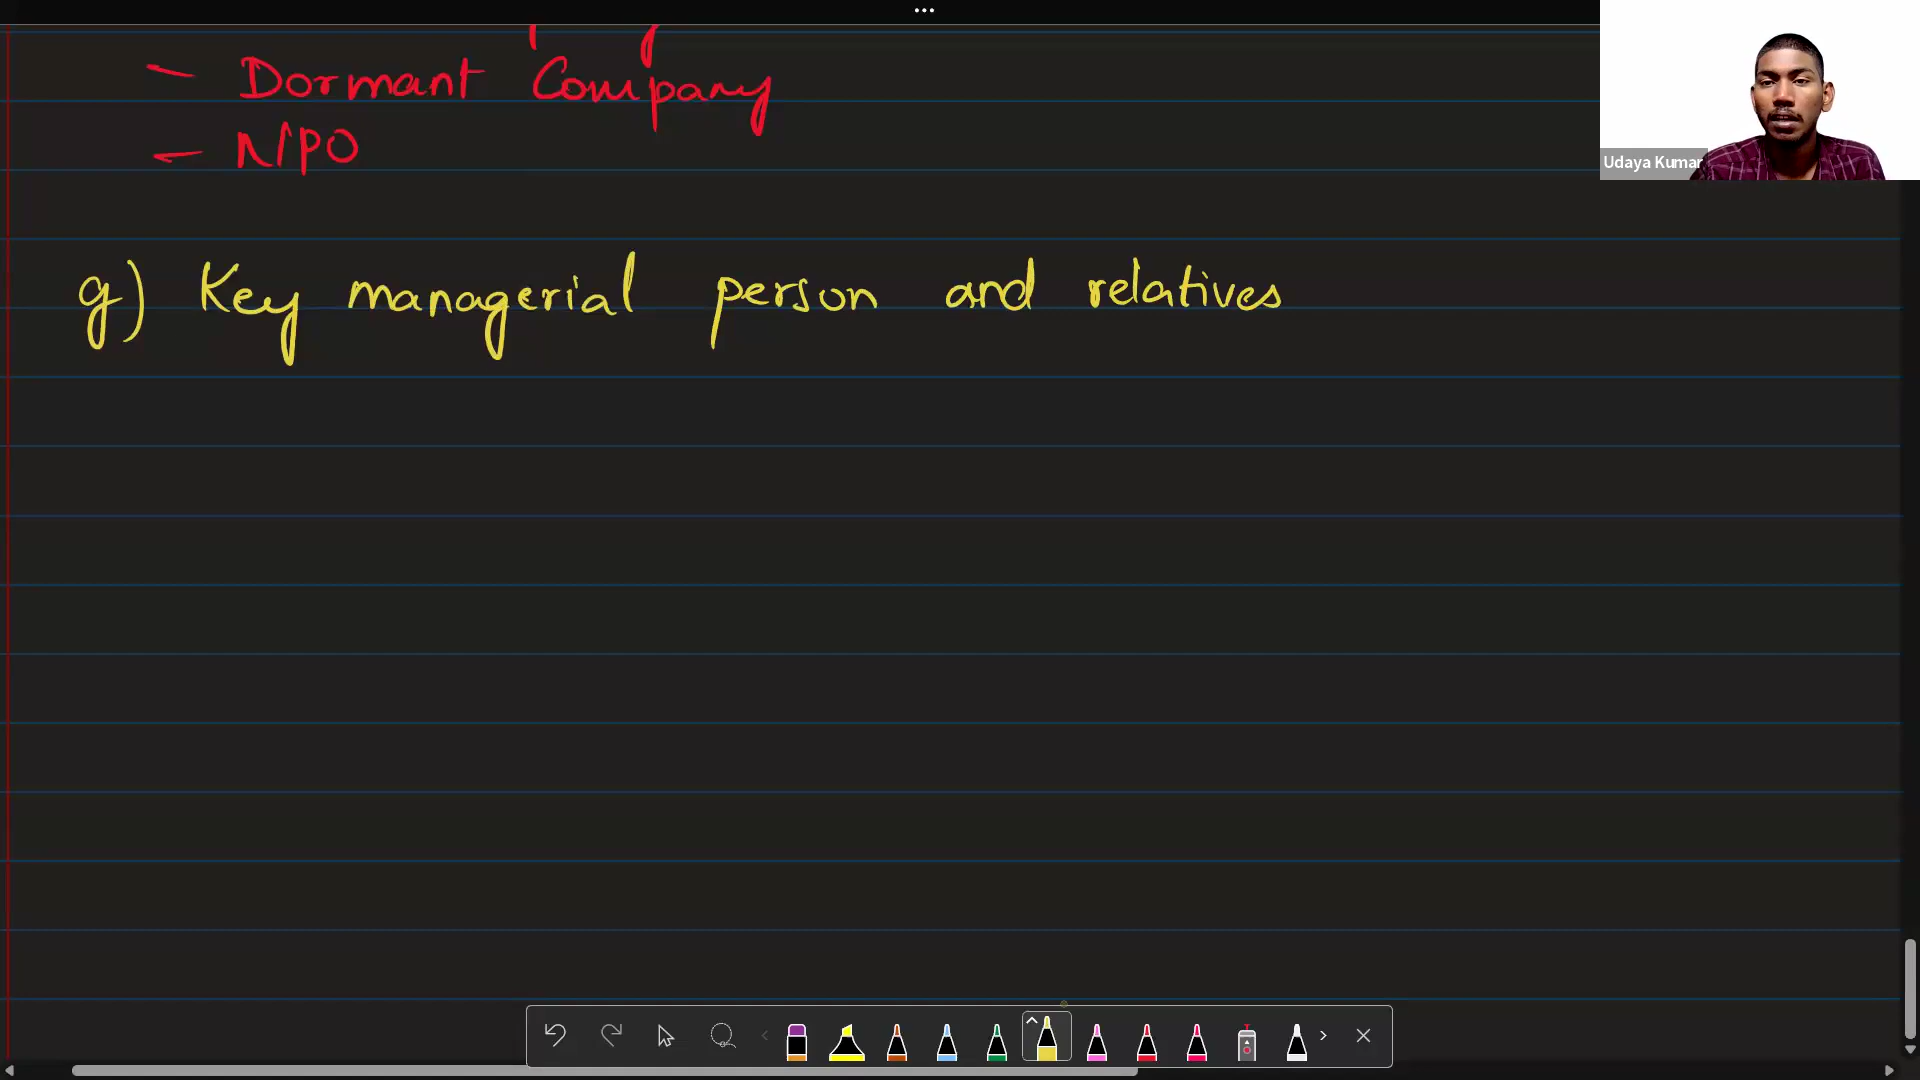 - Dormant Company
- NPO
Udaya Kumar
g) Key managerial person and relatives